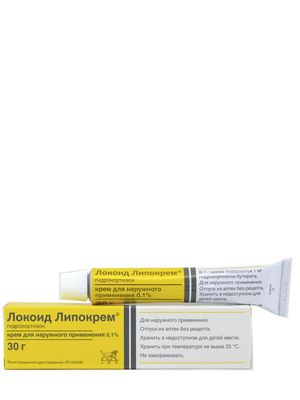 Локоид Липокрем®
гидрокортизон
крем для наружного
применения 0,1%
30 г
В 1 г крема содержится 1 мг
гидрокортизона бутирата.
Для наружного применения.
Отпуск из аптек без рецепта.
Хранить в недоступном для
детей месте.
Локоид Липокрем®
гидрокортизон
крем для наружного применения 0,1%
30 г
Регистрационное удостоверение:
Для наружного применения.
Отпуск из аптек без рецепта.
Хранить в недоступном для детей месте.
Хранить при температуре не выше 25 °C.
Не замораживать.